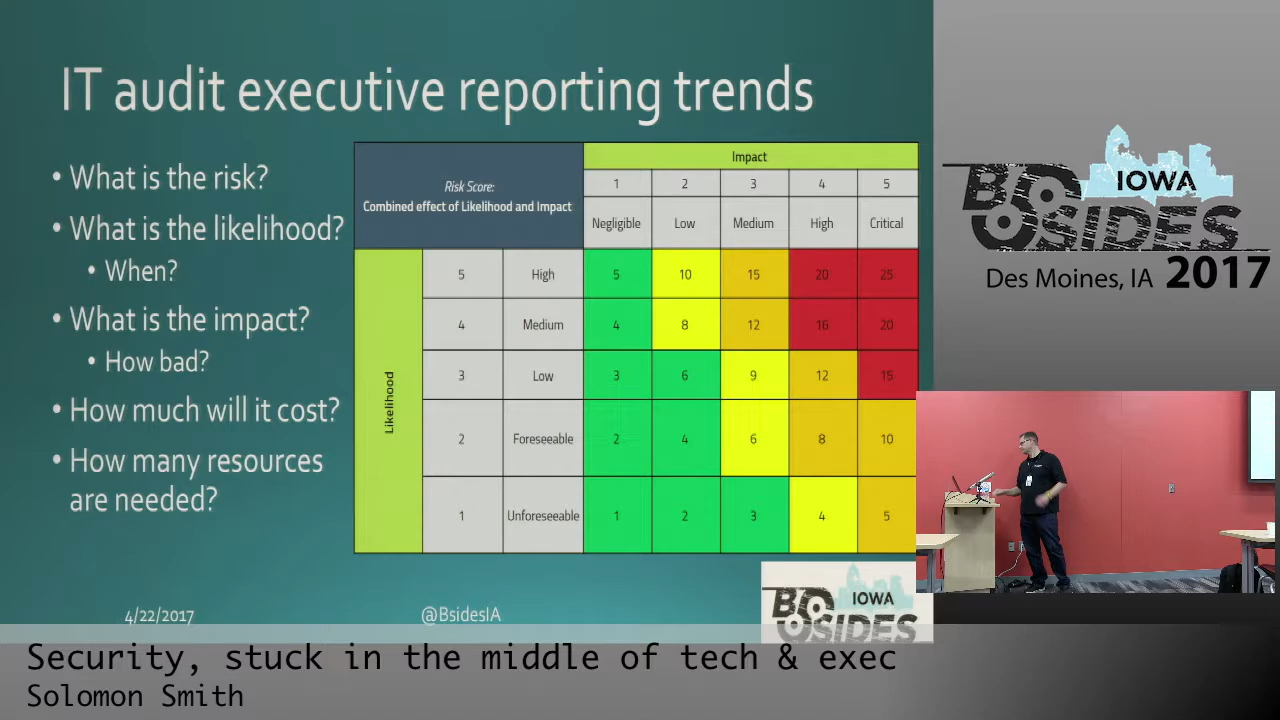 IT audit executive reporting trends
• What is the risk?
• What is the likelihood?
• When?
• What is the impact?
• How bad?
• How much will it cost?
• How many resources
are needed?
Risk Score:
Combined effect of Likelihood and Impact
Impact
1 2 3 4 5
Negligible Low Medium High Critical
Likelihood
5 High 5 10 15 20 25
4 Medium 4 8 12 16 20
3 Low 3 6 9 12 15
2 Foreseeable 2 4 6 8 10
1 Unforeseeable 1 2 3 4 5
4/22/2017
@BsidesIA
IOWA
BSIDES
IOWA
BSIDES
Des Moines, IA 2017
Security, stuck in the middle of tech & exec
Solomon Smith